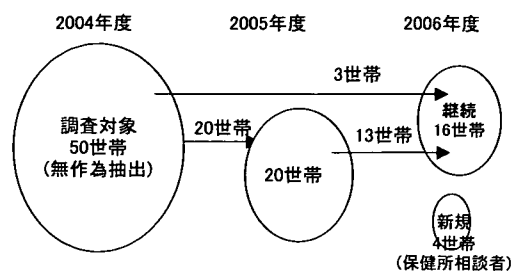 2004年度
2005年度
2006年度
3世帯
調査対象
50世帯
(無作為抽出)
20世帯
20世帯
13世帯
継続
16世帯
新規
4世帯
(保健所相談者)